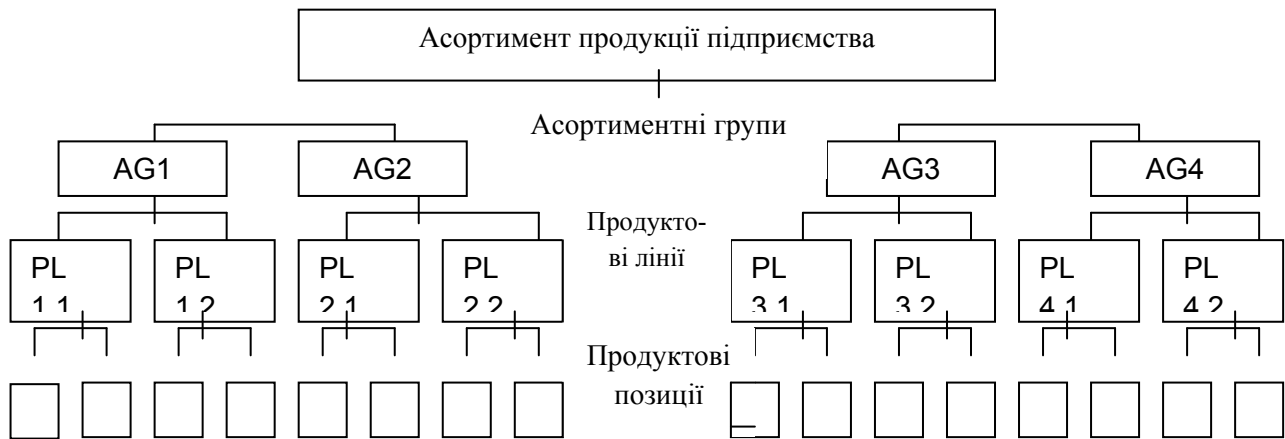 Асортимент продукції підприємства
Асортиментні групи
AG1 AG2 AG3 AG4
Продукто-
ві лінії
PL PL PL PL PL PL PL PL
1.1 1.2 2.1 2.2 3.1 3.2 4.1 4.2
Продуктові
позиції